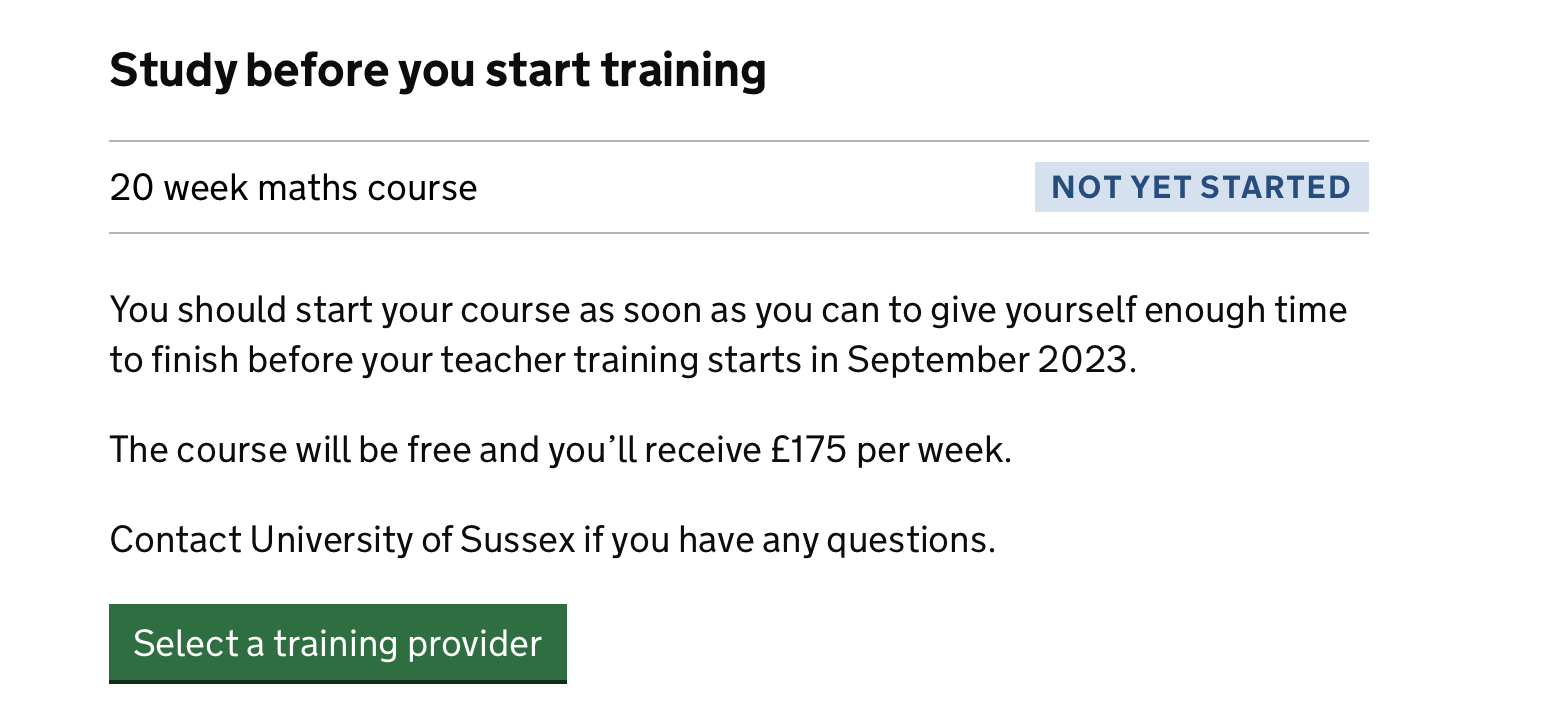 Study before you start training
20 week maths course
NOT YET STARTED
You should start your course as soon as you can to give yourself enough time
to finish before your teacher training starts in September 2023.
The course will be free and you’ll receive £175 per week.
Contact University of Sussex if you have any questions.
Select a training provider